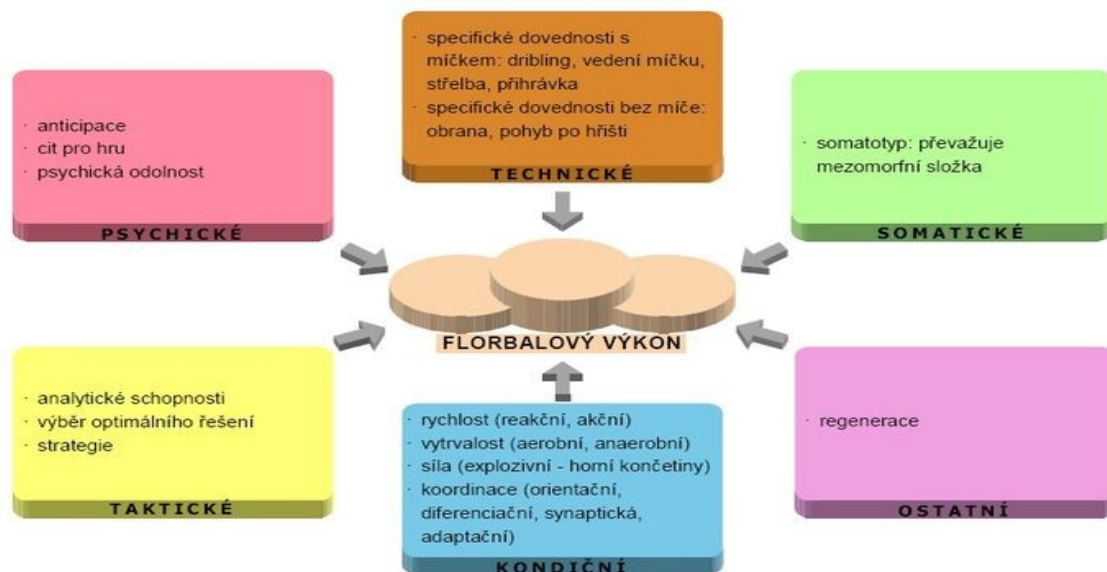 · specifické dovednosti s
míčkem: dribling, vedení míčku,
střelba, přihrávka
· specifické dovednosti bez míče:
obrana, pohyb po hřišti
TECHNICKÉ
· anticipace
· cit pro hru
· psychická odolnost
PSYCHICKÉ
· somatotyp: převažuje
mezomorfní složka
SOMATICKÉ
FLORBALOVÝ VÝKON
· analytické schopnosti
· výběr optimálního řešení
· strategie
TAKTICKÉ
· rychlost (reakční, akční)
· vytrvalost (aerobní, anaerobní)
· síla (explozivní - horní končetiny)
· koordinace (orientační,
diferenciační, synaptická,
adaptační)
KONDIČNÍ
· regenerace
OSTATNÍ